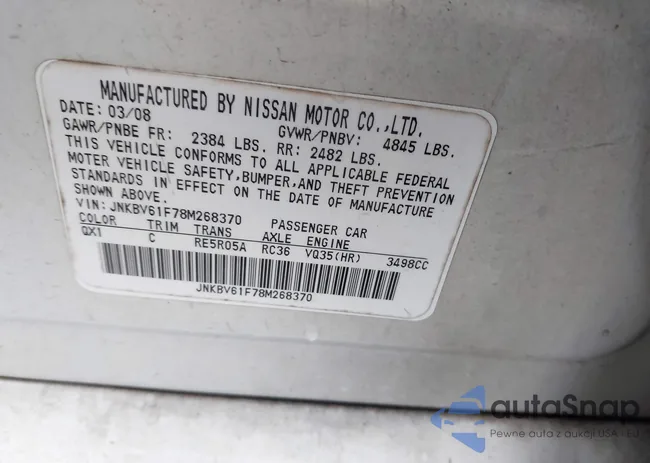 MANUFACTURED BY NISSAN MOTOR CO.,LTD.
DATE: 03/08 GVWR/PNBV: 4845 LBS.
GAWR/PNBE FR: 2384 LBS. RR: 2482 LBS.
THIS VEHICLE CONFORMS TO ALL APPLICABLE FEDERAL
MOTER VEHICLE SAFETY,BUMPER,AND THEFT PREVENTION
STANDARDS IN EFFECT ON THE DATE OF MANUFACTURE
SHOWN ABOVE.
VIN: JNKBV61F78M268370 PASSENGER CAR
COLOR TRIM TRANS AXLE ENGINE
QX1 C RE5R05A RC36 VQ35(HR) 3498CC
JNKBV61F78M268370
autoSnap
Pewne auta z aukcji USA - EU